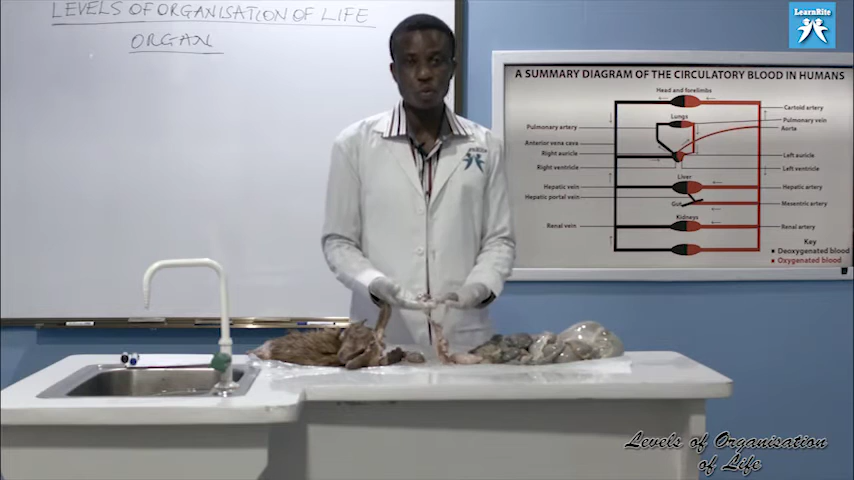 LEVELS OF ORGANISATION OF LIFE
ORGAN
LearnRite
A SUMMARY DIAGRAM OF THE CIRCULATORY BLOOD IN HUMANS
Head and forelimbs
Lungs
Pulmonary artery
Anterior vena cava
Right auricle
Right ventricle
Liver
Hepatic vein
Hepatic portal vein
Gut
Kidneys
Renal vein
Carotid artery
Pulmonary vein
Aorta
Left auricle
Left ventricle
Hepatic artery
Mesentric artery
Renal artery
Key
Deoxygenated blood
Oxygenated blood
Levels of Organisation
of Life